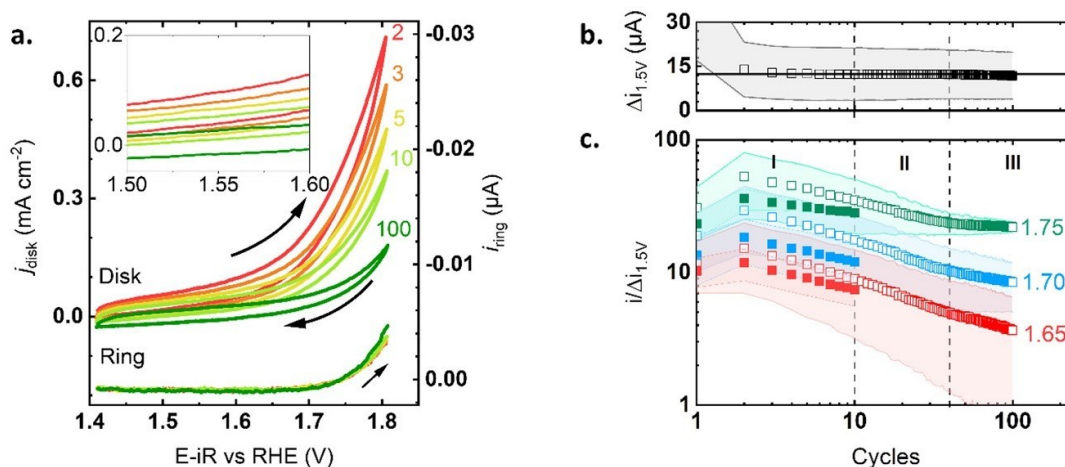 a.
j_disk (mA cm⁻²)
0.6
0.3
0.0
0.2
0.0
1.50 1.55 1.60
2
3
5
10
100
Disk
Ring
-0.03
-0.02
-0.01
0.00
i_ring (µA)
1.4 1.5 1.6 1.7 1.8
E-iR vs RHE (V)
b.
Δi_1.5V (µA)
30
15
0
c.
i/Δi_1.5V
100
10
1
I II III
1.75
1.70
1.65
1 10 100
Cycles